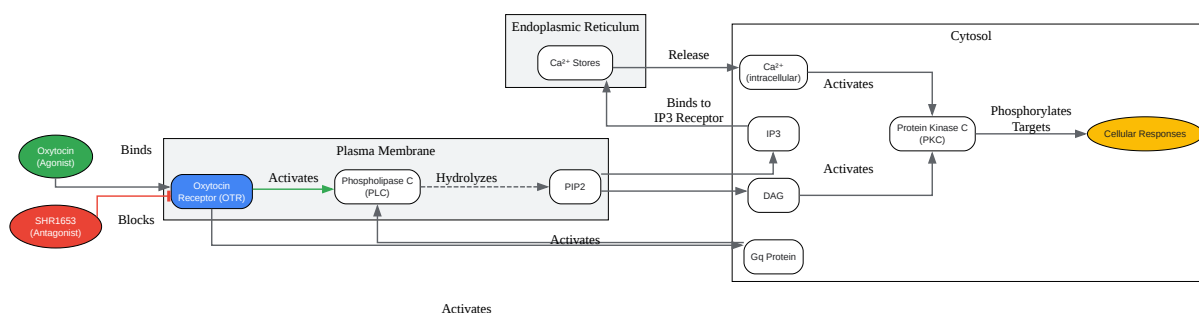 Endoplasmic Reticulum
Ca²⁺ Stores
Release
Cytosol
Ca²⁺
(intracellular)
Activates
Binds to
IP3 Receptor
IP3
Protein Kinase C
(PKC)
Phosphorylates
Targets
Cellular Responses
Oxytocin
(Agonist)
Binds
Plasma Membrane
Oxytocin
Receptor (OTR)
Activates
Phospholipase C
(PLC)
Hydrolyzes
PIP2
DAG
Activates
SHR1653
(Antagonist)
Blocks
Activates
Gq Protein
Activates